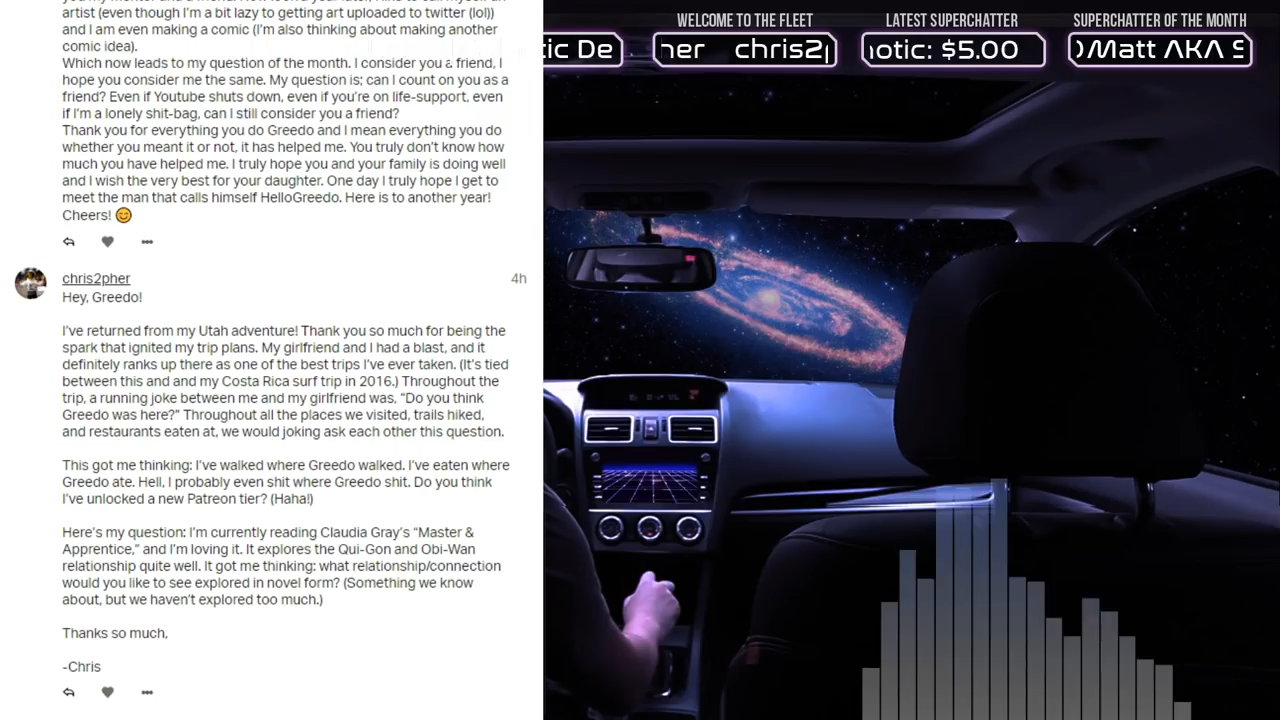 artist (even though I'm a bit lazy to getting art uploaded to twitter (lol))
and I am even making a comic (I'm also thinking about making another
comic idea).
Which now leads to my question of the month. I consider you a friend, I
hope you consider me the same. My question is; can I count on you as a
friend? Even if Youtube shuts down, even if you're on life-support, even
if I'm a lonely shit-bag, can I still consider you a friend?
Thank you for everything you do Greedo and I mean everything you do
whether you meant it or not, it has helped me. You truly don't know how
much you have helped me. I truly hope you and your family is doing well
and I wish the very best for your daughter. One day I truly hope I get to
meet the man that calls himself HelloGreedo. Here is to another year!
Cheers! 😊
chris2pher 4h
Hey, Greedo!
I've returned from my Utah adventure! Thank you so much for being the
spark that ignited my trip plans. My girlfriend and I had a blast, and it
definitely ranks up there as one of the best trips I've ever taken. (It's tied
between this and and my Costa Rica surf trip in 2016.) Throughout the
trip, a running joke between me and my girlfriend was, “Do you think
Greedo was here?” Throughout all the places we visited, trails hiked,
and restaurants eaten at, we would joking ask each other this question.
This got me thinking: I've walked where Greedo walked. I've eaten where
Greedo ate. Hell, I probably even shit where Greedo shit. Do you think
I've unlocked a new Patreon tier? (Haha!)
Here's my question: I'm currently reading Claudia Gray's “Master &
Apprentice,” and I'm loving it. It explores the Qui-Gon and Obi-Wan
relationship quite well. It got me thinking: what relationship/connection
would you like to see explored in novel form? (Something we know
about, but we haven't explored too much.)
Thanks so much,
-Chris
WELCOME TO THE FLEET
LATEST SUPERCHATTER
SUPERCHATTER OF THE MONTH
tic De
her chris2p
otic: $5.00
Matt AKA S